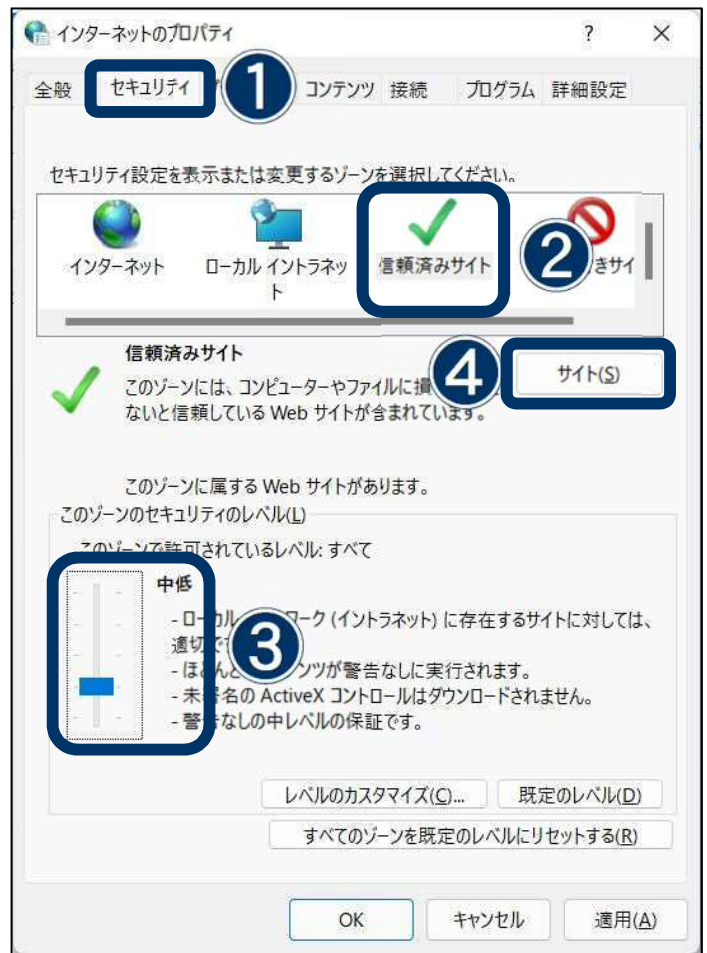 インターネットのプロパティ ? ×
全般 セキュリティ 1 コンテンツ 接続 プログラム 詳細設定
セキュリティ設定を表示または変更するゾーンを選択してください。
インターネット ローカル イントラネッ 信頼済みサイト 2 きサイ
ト
信頼済みサイト
4 サイト(S)
このゾーンには、コンピューターやファイルに損
ないと信頼している Web サイトが含まれています。
このゾーンに属する Web サイトがあります。
このゾーンのセキュリティのレベル(L)
このゾーンで許可されているレベル: すべて
中低
- ローカル ワーク (イントラネット) に存在するサイトに対しては、
適切で
3
- ほとんど ンツが警告なしに実行されます。
- 未署名の ActiveX コントロールはダウンロードされません。
- 警告なしの中レベルの保証です。
レベルのカスタマイズ(C)... 既定のレベル(D)
すべてのゾーンを既定のレベルにリセットする(R)
OK キャンセル 適用(A)